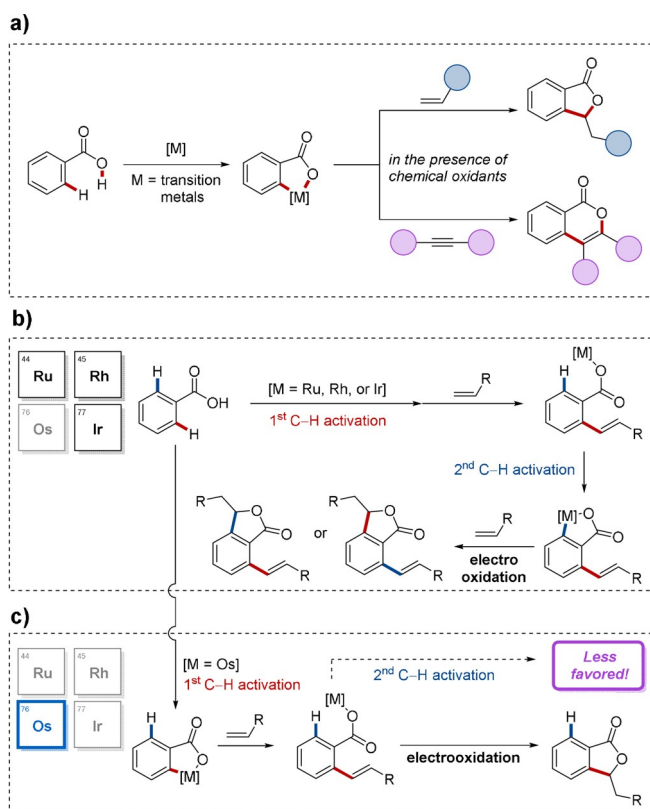 a)
O
O
H
H
[M]
M = transition
metals
O
O
[M]
in the presence of
chemical oxidants
O
O
O
O
b)
44
Ru
45
Rh
76
Os
77
Ir
H
O
OH
H
[M = Ru, Rh, or Ir]
1st C–H activation
R
[M]
H
O
O
R
2nd C–H activation
[M]
O
O
R
R
electro
oxidation
R
O
O
R
or
R
O
O
R
c)
44
Ru
45
Rh
76
Os
77
Ir
[M = Os]
1st C–H activation
H
O
O
[M]
R
[M]
H
O
O
R
2nd C–H activation
Less
favored!
electrooxidation
H
O
O
R